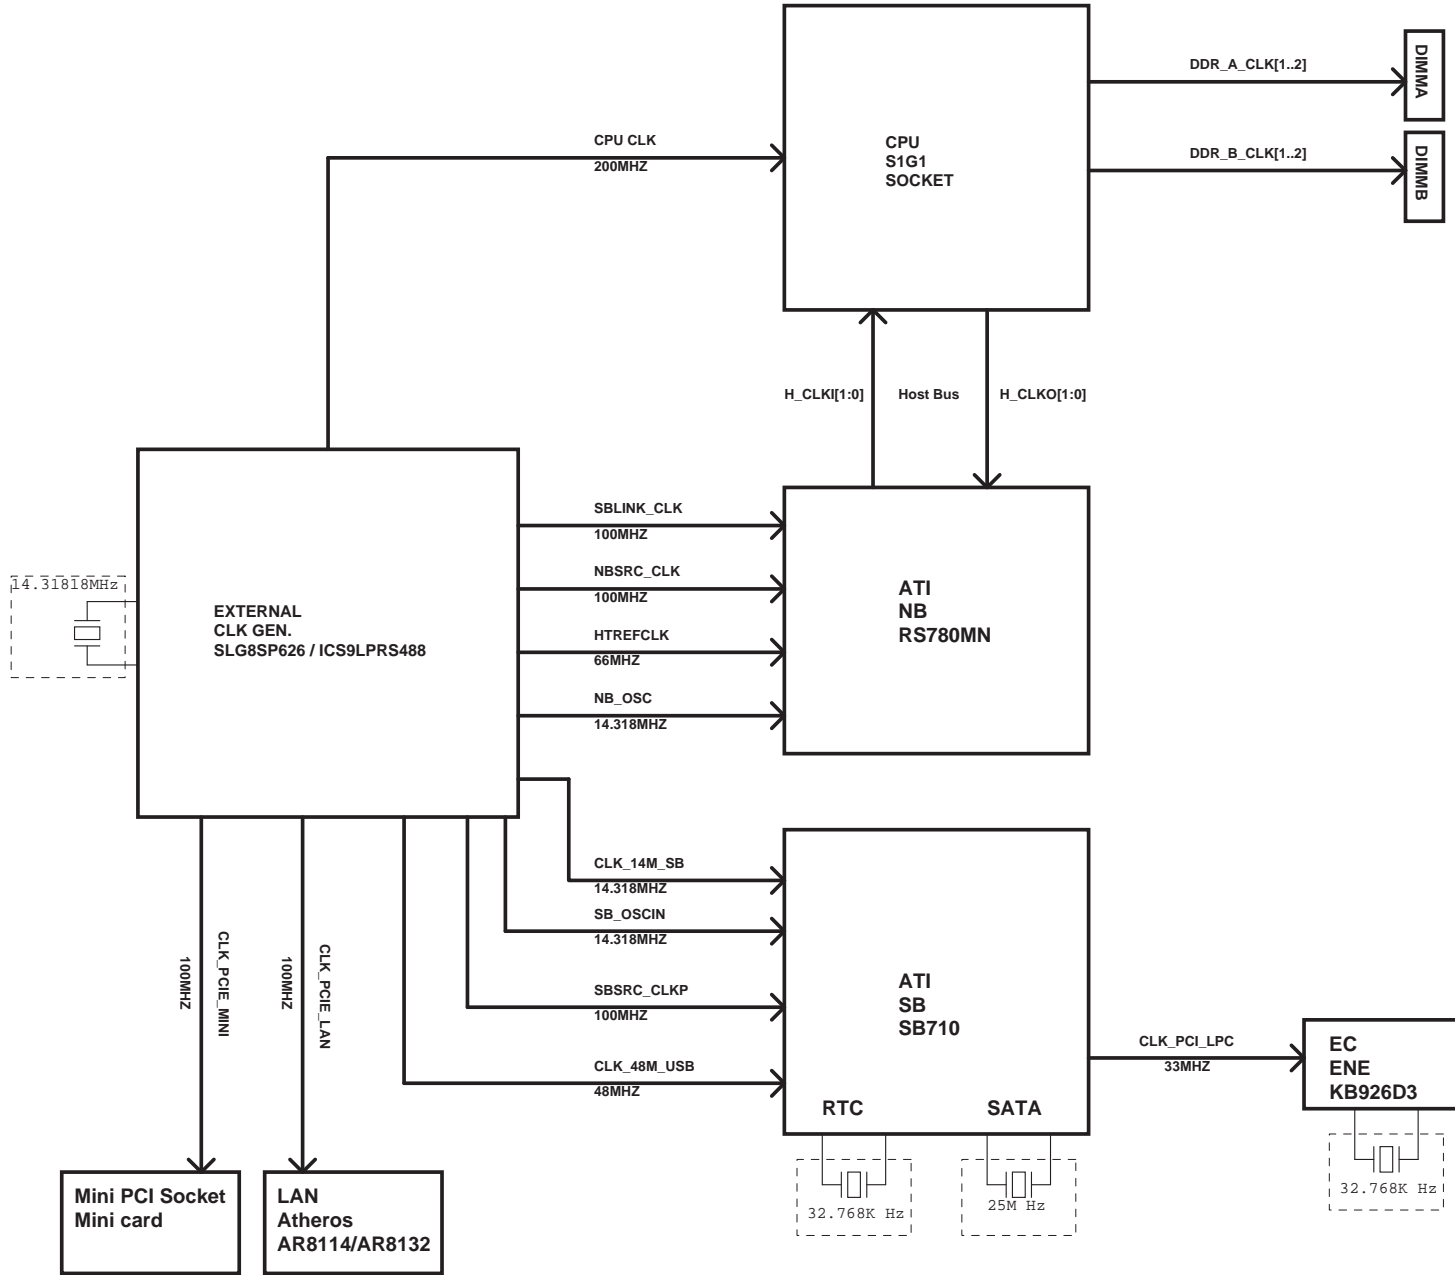 DDR_A_CLK[1..2]
DIMMA
CPU CLK
200MHZ
CPU
S1G1
SOCKET
DDR_B_CLK[1..2]
DIMMB
H_CLKI[1:0]
Host Bus
H_CLKO[1:0]
14.31818MHz
EXTERNAL
CLK GEN.
SLG8SP626 / ICS9LPRS488
SBLINK_CLK
100MHZ
NBSRC_CLK
100MHZ
HTREFCLK
66MHZ
NB_OSC
14.318MHZ
ATI
NB
RS780MN
CLK_14M_SB
14.318MHZ
SB_OSCIN
14.318MHZ
SBSRC_CLKP
100MHZ
CLK_48M_USB
48MHZ
ATI
SB
SB710
RTC
SATA
CLK_PCI_LPC
33MHZ
EC
ENE
KB926D3
100MHZ
CLK_PCIE_MINI
100MHZ
CLK_PCIE_LAN
Mini PCI Socket
Mini card
LAN
Atheros
AR8114/AR8132
32.768K Hz
25M Hz
32.768K Hz